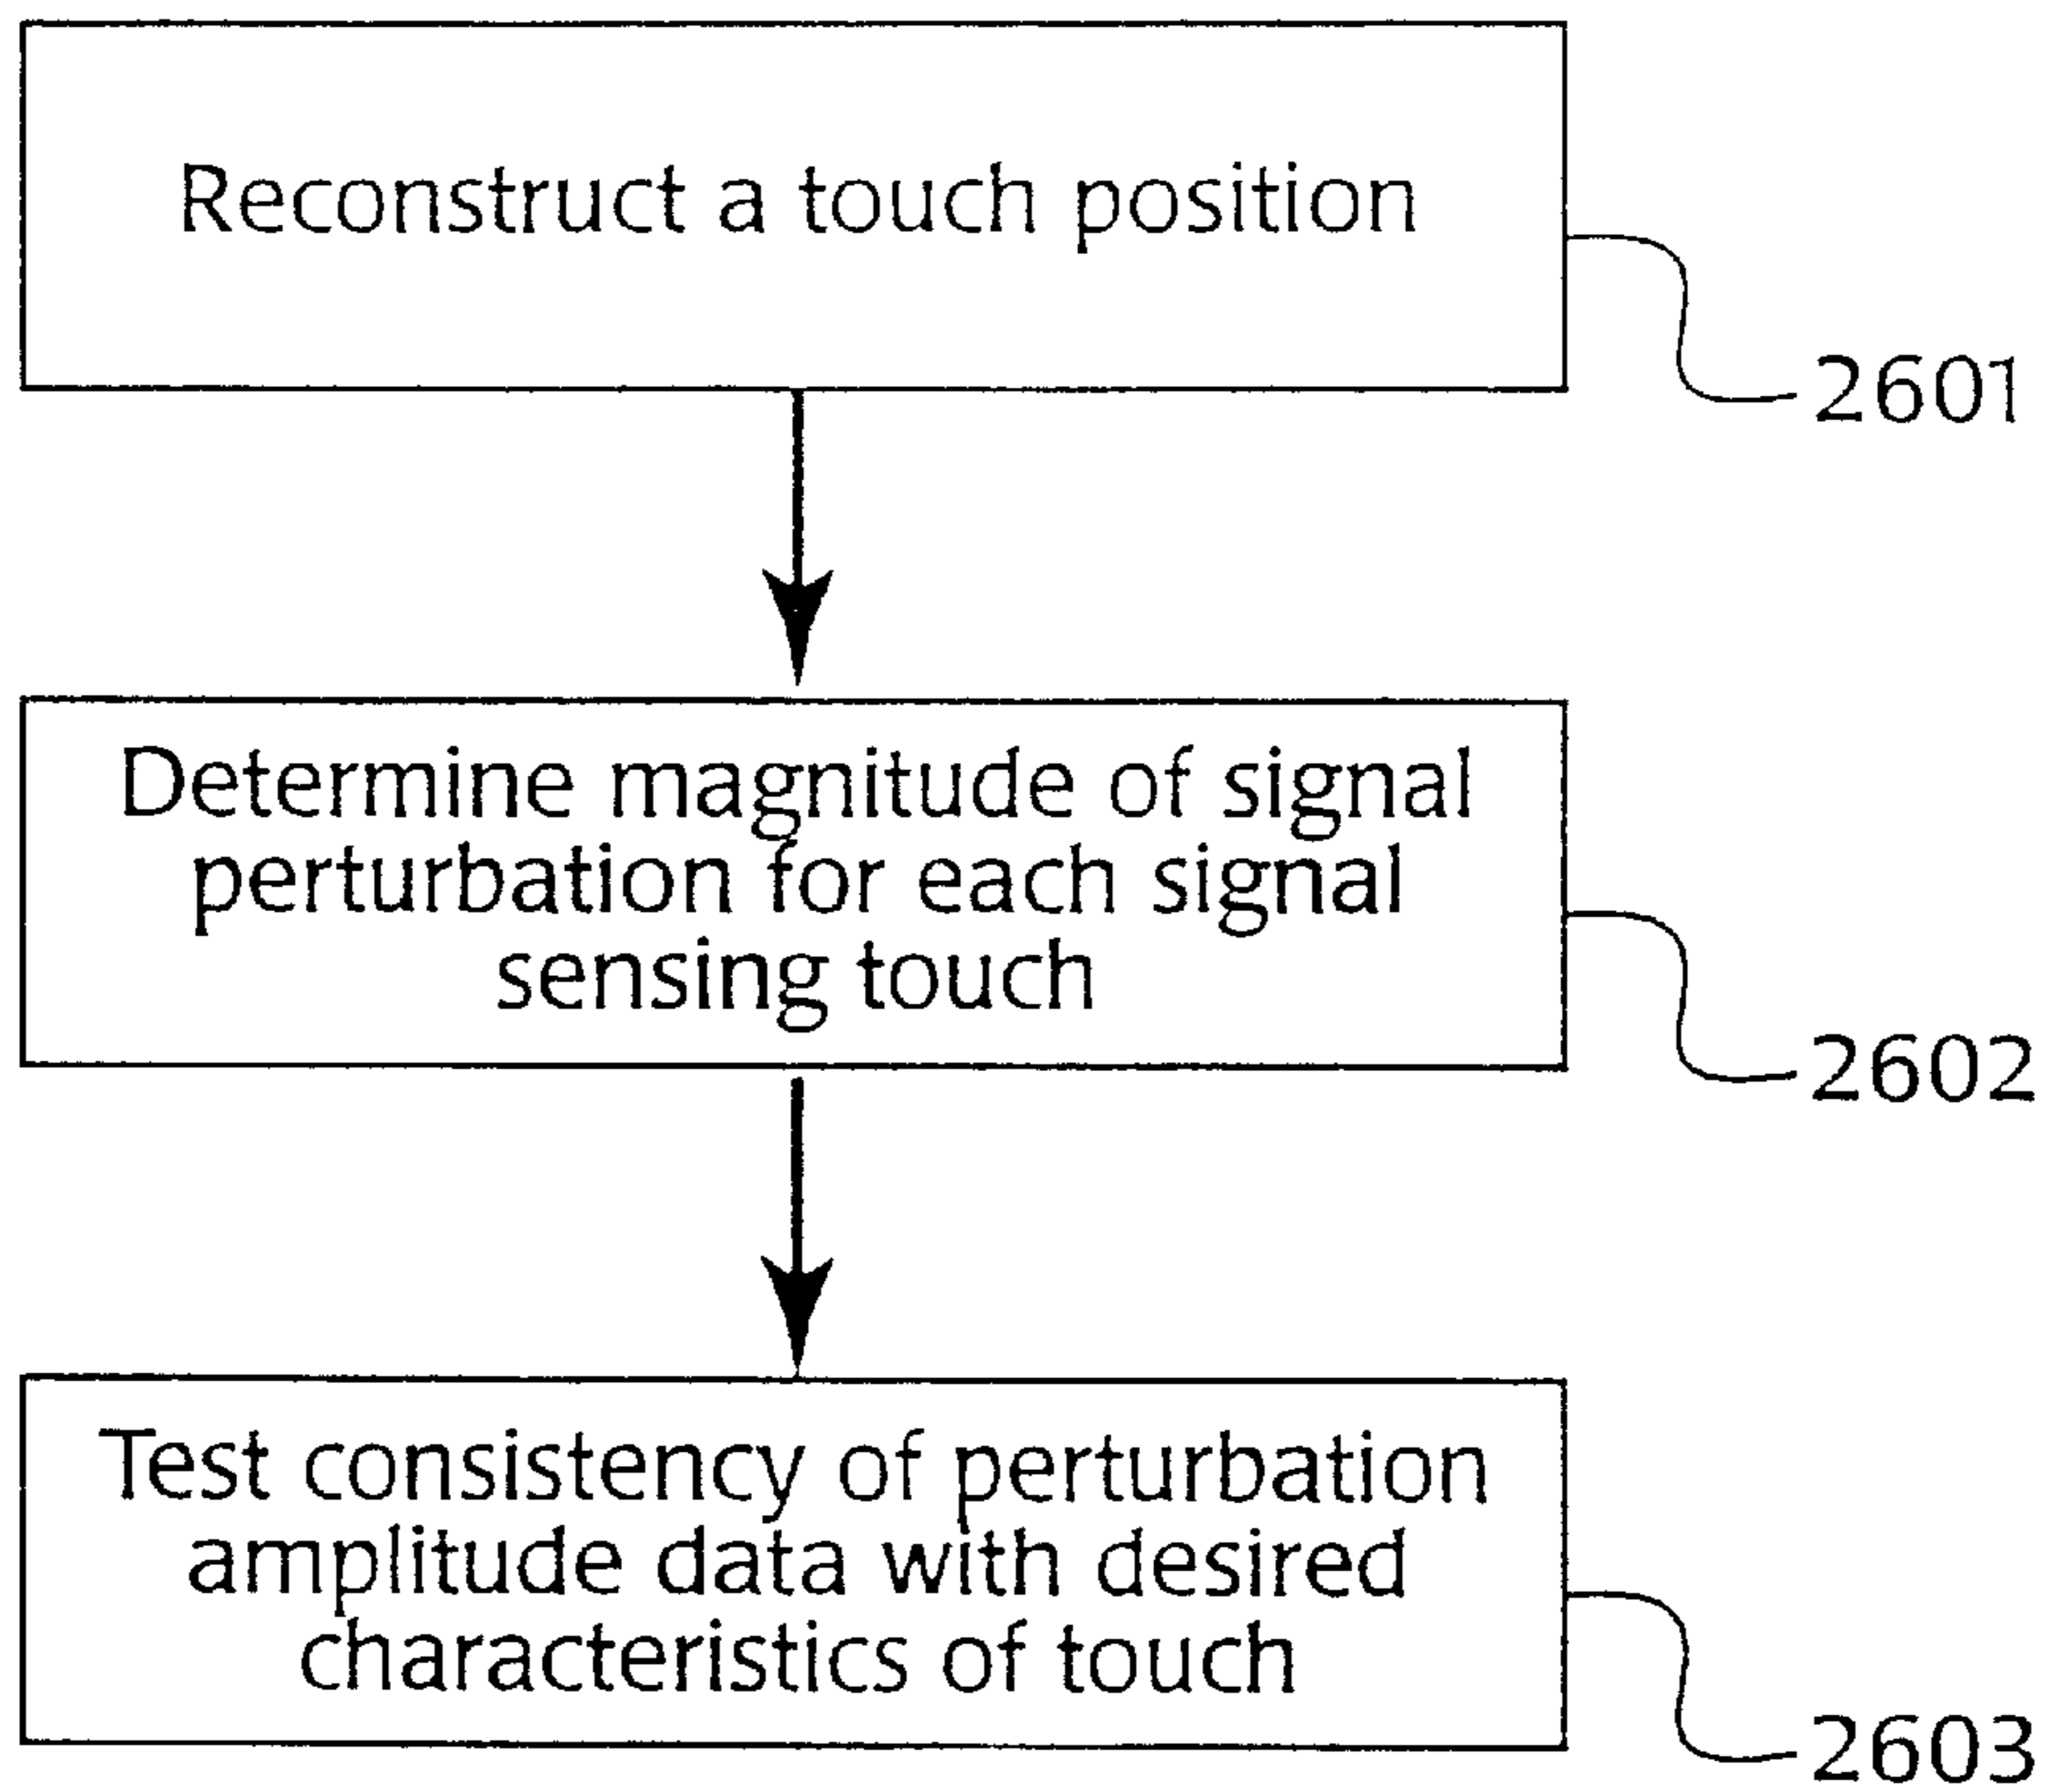 Reconstruct a touch position
2601
Determine magnitude of signal
perturbation for each signal
sensing touch
2602
Test consistency of perturbation
amplitude data with desired
characteristics of touch
2603